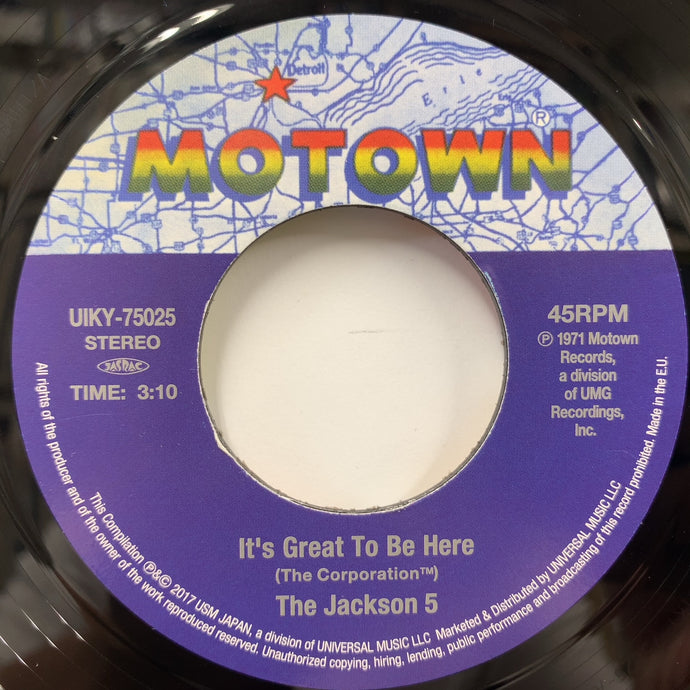 Detroit
Erie
MOTOWN®
UIKY-75025
STEREO
JASRAC
TIME: 3:10
45RPM
℗ 1971 Motown
Records,
a division
of UMG
Recordings,
Inc.
It's Great To Be Here
(The Corporation™)
The Jackson 5
All rights of the producer and of the owner of the work reproduced reserved. Unauthorized copying, hiring, lending, public performance and broadcasting of this record prohibited. Made in the E.U.
This Compilation ℗&© 2017 USM JAPAN, a division of UNIVERSAL MUSIC LLC Marketed & Distributed by UNIVERSAL MUSIC LLC